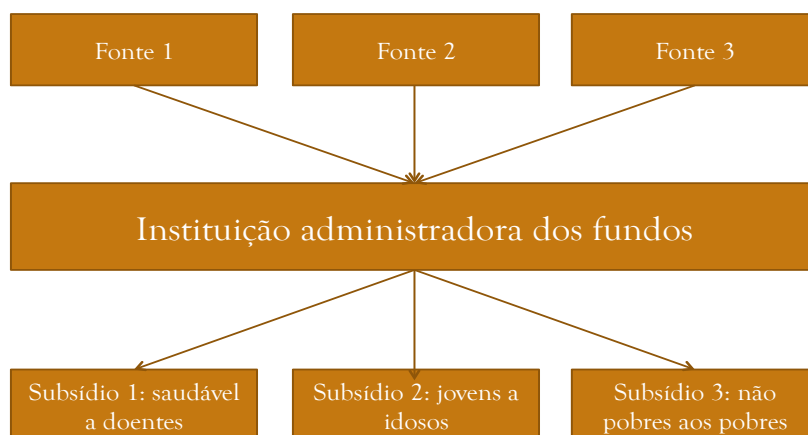 Fonte 1
Fonte 2
Fonte 3
Instituição administradora dos fundos
Subsídio 1: saudável
a doentes
Subsídio 2: jovens a
idosos
Subsídio 3: não
pobres aos pobres